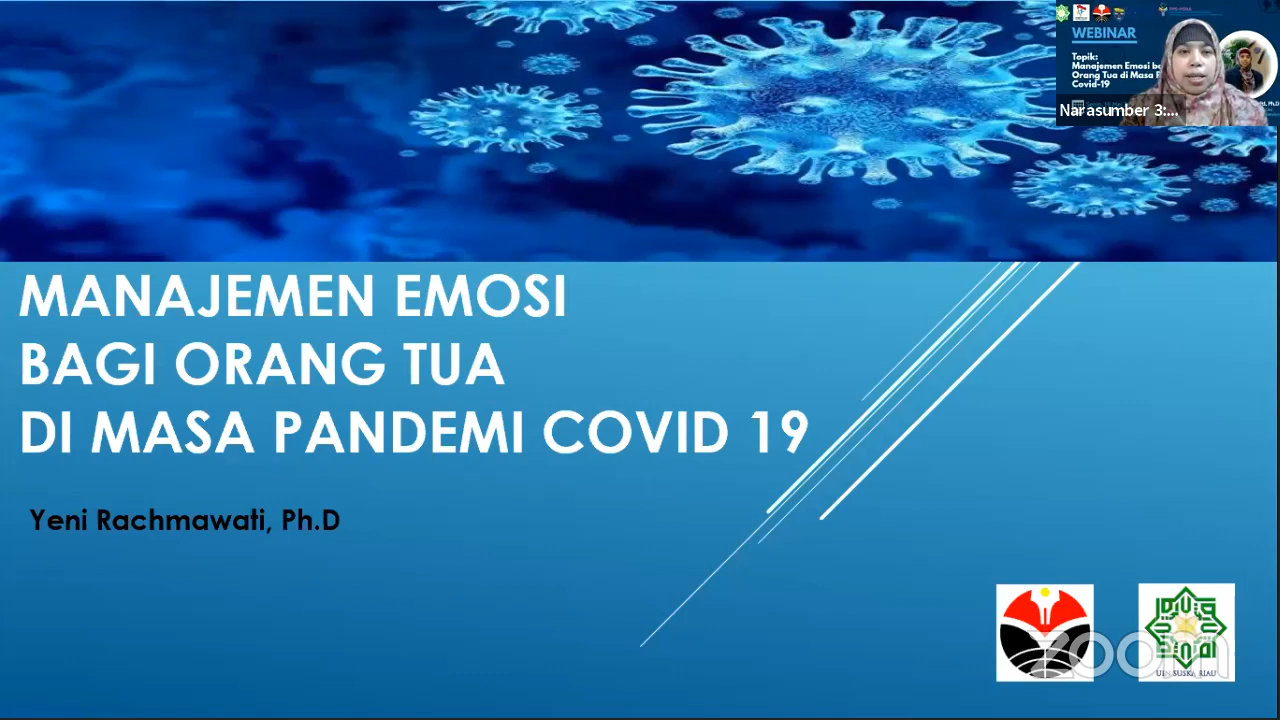 WEBINAR
Topik:
Manajemen Emosi
Orang Tua di Masa
Covid-19
Narasumber 3:...
MANAJEMEN EMOSI
BAGI ORANG TUA
DI MASA PANDEMI COVID 19
Yeni Rachmawati, Ph.D
zoom
UIN SUSKA RIAU